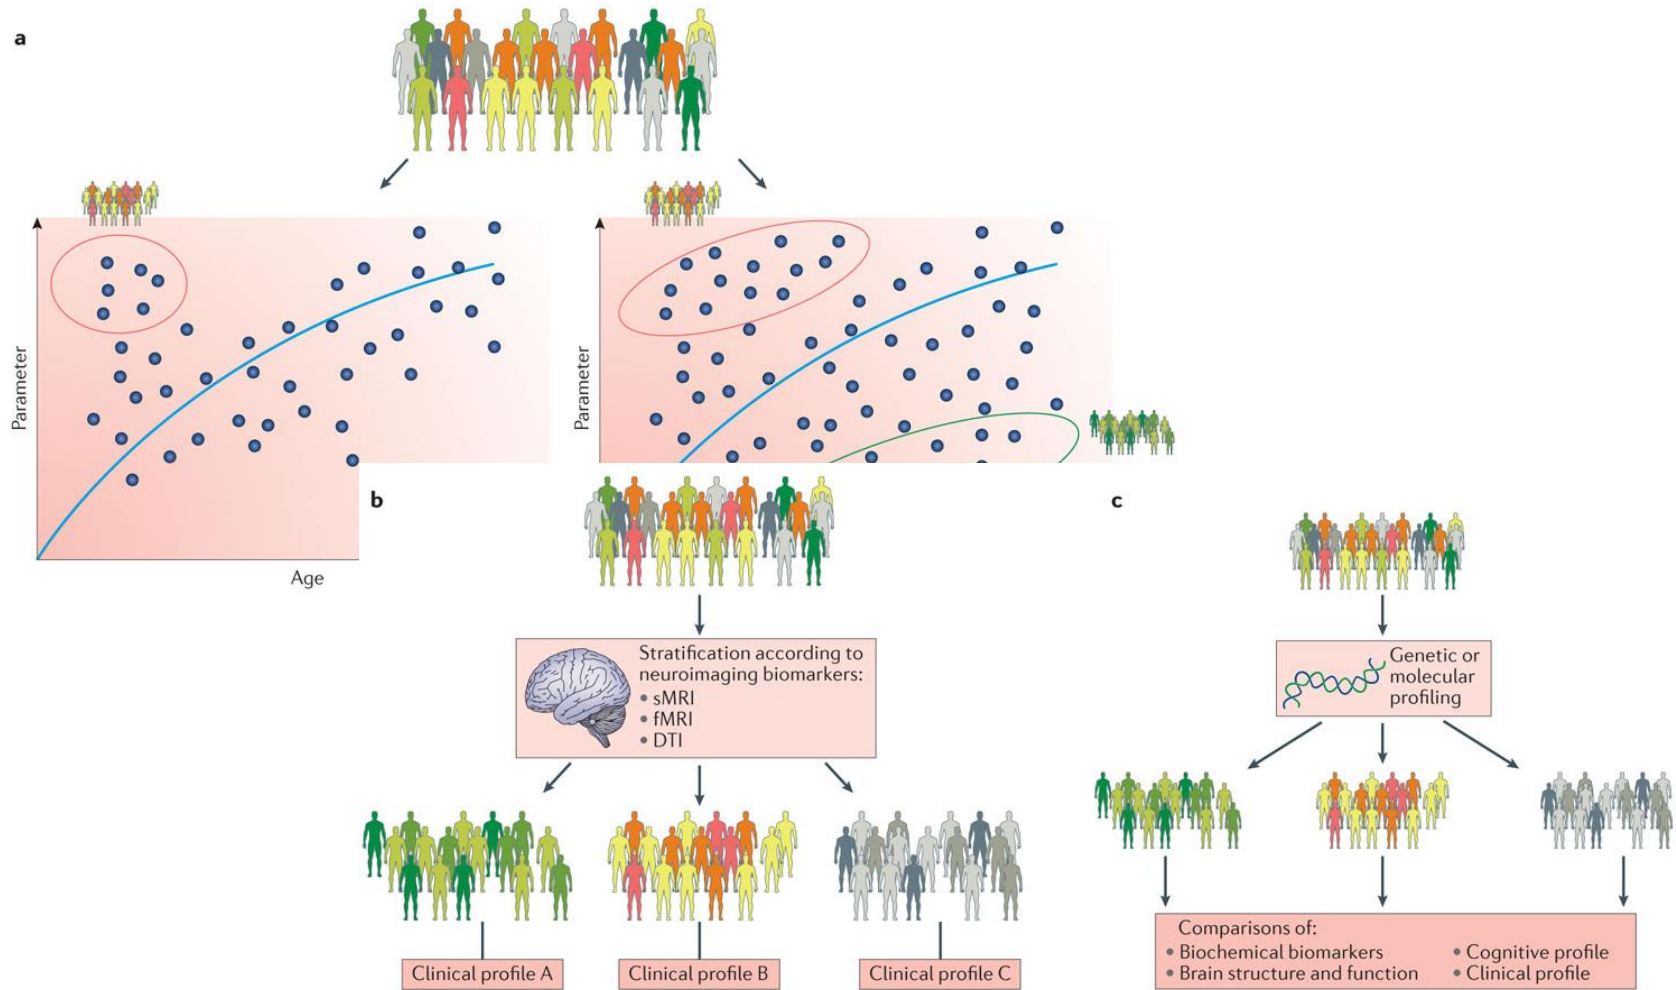 a
Parameter
Age
Parameter
b
Stratification according to
neuroimaging biomarkers:
• sMRI
• fMRI
• DTI
Clinical profile A
Clinical profile B
Clinical profile C
c
Genetic or
molecular
profiling
Comparisons of:
• Biochemical biomarkers
• Brain structure and function
• Cognitive profile
• Clinical profile